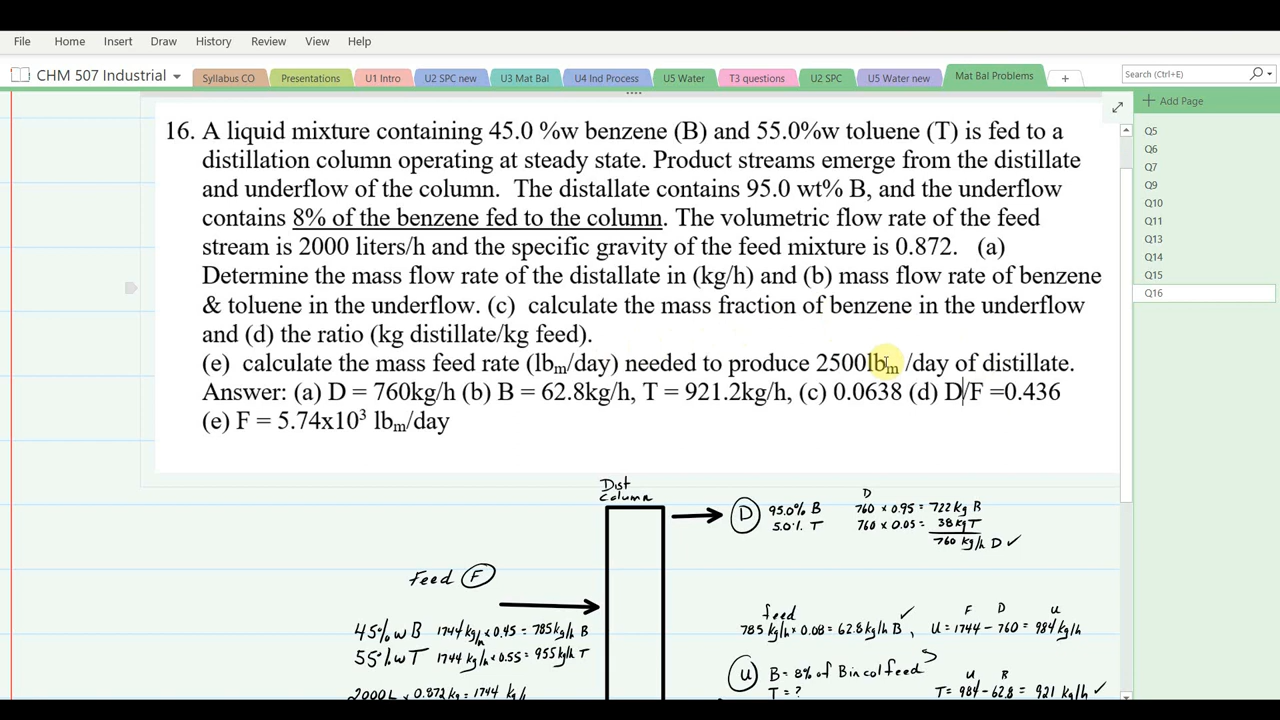 File Home Insert Draw History Review View Help
CHM 507 Industrial Syllabus CO Presentations U1 Intro U2 SPC new U3 Mat Bal U4 Ind Process U5 Water T3 questions U2 SPC U5 Water new Mat Bal Problems + Search (Ctrl+E)
Add Page
Q5
Q6
Q7
Q9
Q10
Q11
Q13
Q14
Q15
Q16
16. A liquid mixture containing 45.0 %w benzene (B) and 55.0%w toluene (T) is fed to a
distillation column operating at steady state. Product streams emerge from the distillate
and underflow of the column. The distallate contains 95.0 wt% B, and the underflow
contains 8% of the benzene fed to the column. The volumetric flow rate of the feed
stream is 2000 liters/h and the specific gravity of the feed mixture is 0.872. (a)
Determine the mass flow rate of the distallate in (kg/h) and (b) mass flow rate of benzene
& toluene in the underflow. (c) calculate the mass fraction of benzene in the underflow
and (d) the ratio (kg distillate/kg feed).
(e) calculate the mass feed rate (lbm/day) needed to produce 2500lbm /day of distillate.
Answer: (a) D = 760kg/h (b) B = 62.8kg/h, T = 921.2kg/h, (c) 0.0638 (d) D/F =0.436
(e) F = 5.74x10³ lbm/day
Dist
column
D 95.0% B
5.0% T
D
760 x 0.95 = 722 kg B
760 x 0.05 = 38 kg T
760 kg/h D ✓
Feed F
45%w B 1744 kg/h x 0.45 = 785 kg/h B
55%w T 1744 kg/h x 0.55 = 955 kg/h T
2000L x 0.872 kg = 1744 kg
feed
785 kg/h x 0.08 = 62.8 kg/h B ✓,
F D U
U = 1744 - 760 = 984 kg/h
U B = 8% of B in col feed
T = ?
U B
T = 984 - 62.8 = 921 kg/h ✓